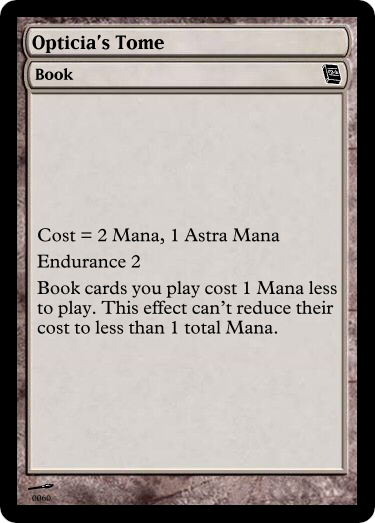 Opticia's Tome
Book
Cost = 2 Mana, 1 Astra Mana
Endurance 2
Book cards you play cost 1 Mana less
to play. This effect can't reduce their
cost to less than 1 total Mana.
0060